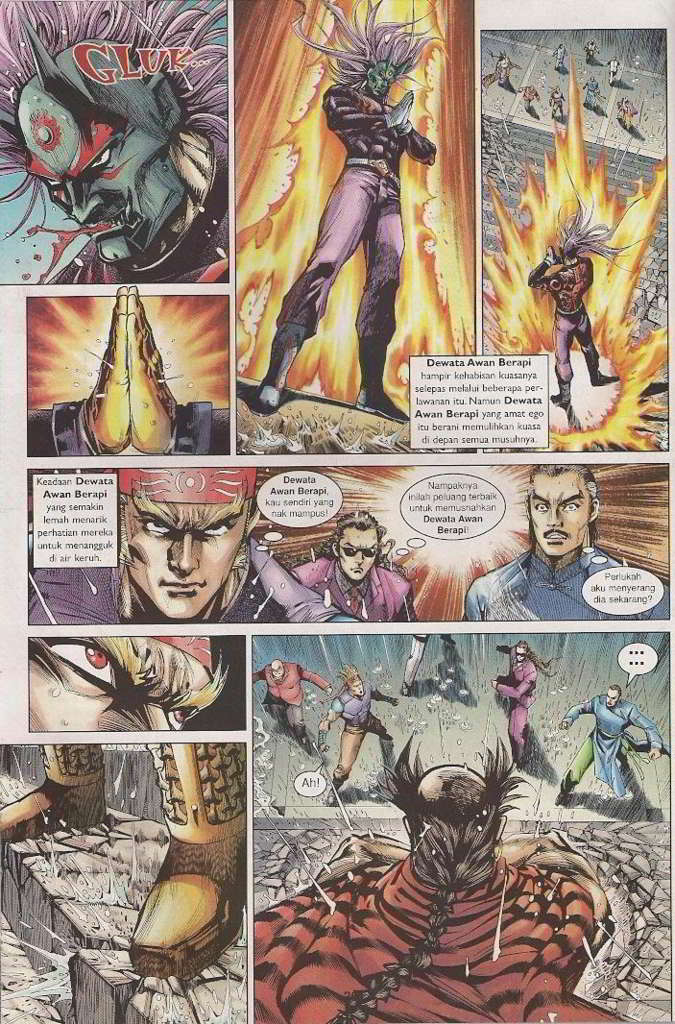 GLUK...
Dewata Awan Berapi
hampir kehabisan kuasanya
selepas melalui beberapa per-
lawanan itu. Namun Dewata
Awan Berapi yang amat ego
itu berani memulihkan kuasa
di depan semua musuhnya.
Keadaan Dewata
Awan Berapi
yang semakin
lemah menarik
perhatian mereka
untuk menangguk
di air keruh.
Dewata
Awan Berapi,
kau sendiri yang
nak mampus!
Nampaknya
inilah peluang terbaik
untuk memusnahkan
Dewata Awan
Berapi!
Perlukah
aku menyerang
dia sekarang?
...
...
Ah!